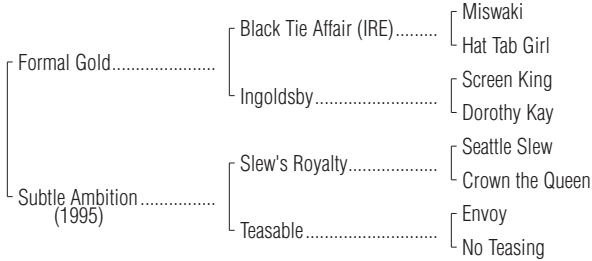 Miswaki
Black Tie Affair (IRE).........
Hat Tab Girl
Formal Gold.....................
Screen King
Ingoldsby.........................
Dorothy Kay
Seattle Slew
Slew's Royalty..................
Crown the Queen
Subtle Ambition...............
(1995)
Envoy
Teasable...........................
No Teasing